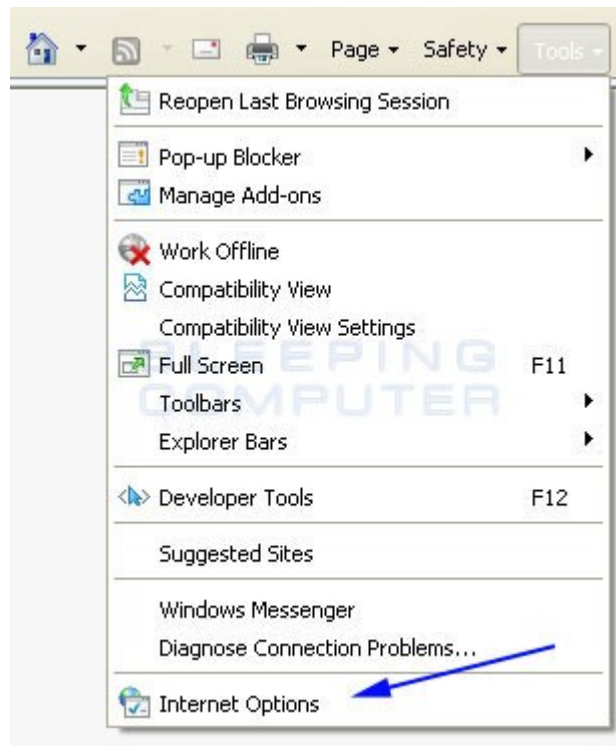 Page Safety Tools
Reopen Last Browsing Session
Pop-up Blocker
Manage Add-ons
Work Offline
Compatibility View
Compatibility View Settings
BLEEPING
Full Screen F11
COMPUTER
Toolbars
Explorer Bars
Developer Tools F12
Suggested Sites
Windows Messenger
Diagnose Connection Problems...
Internet Options